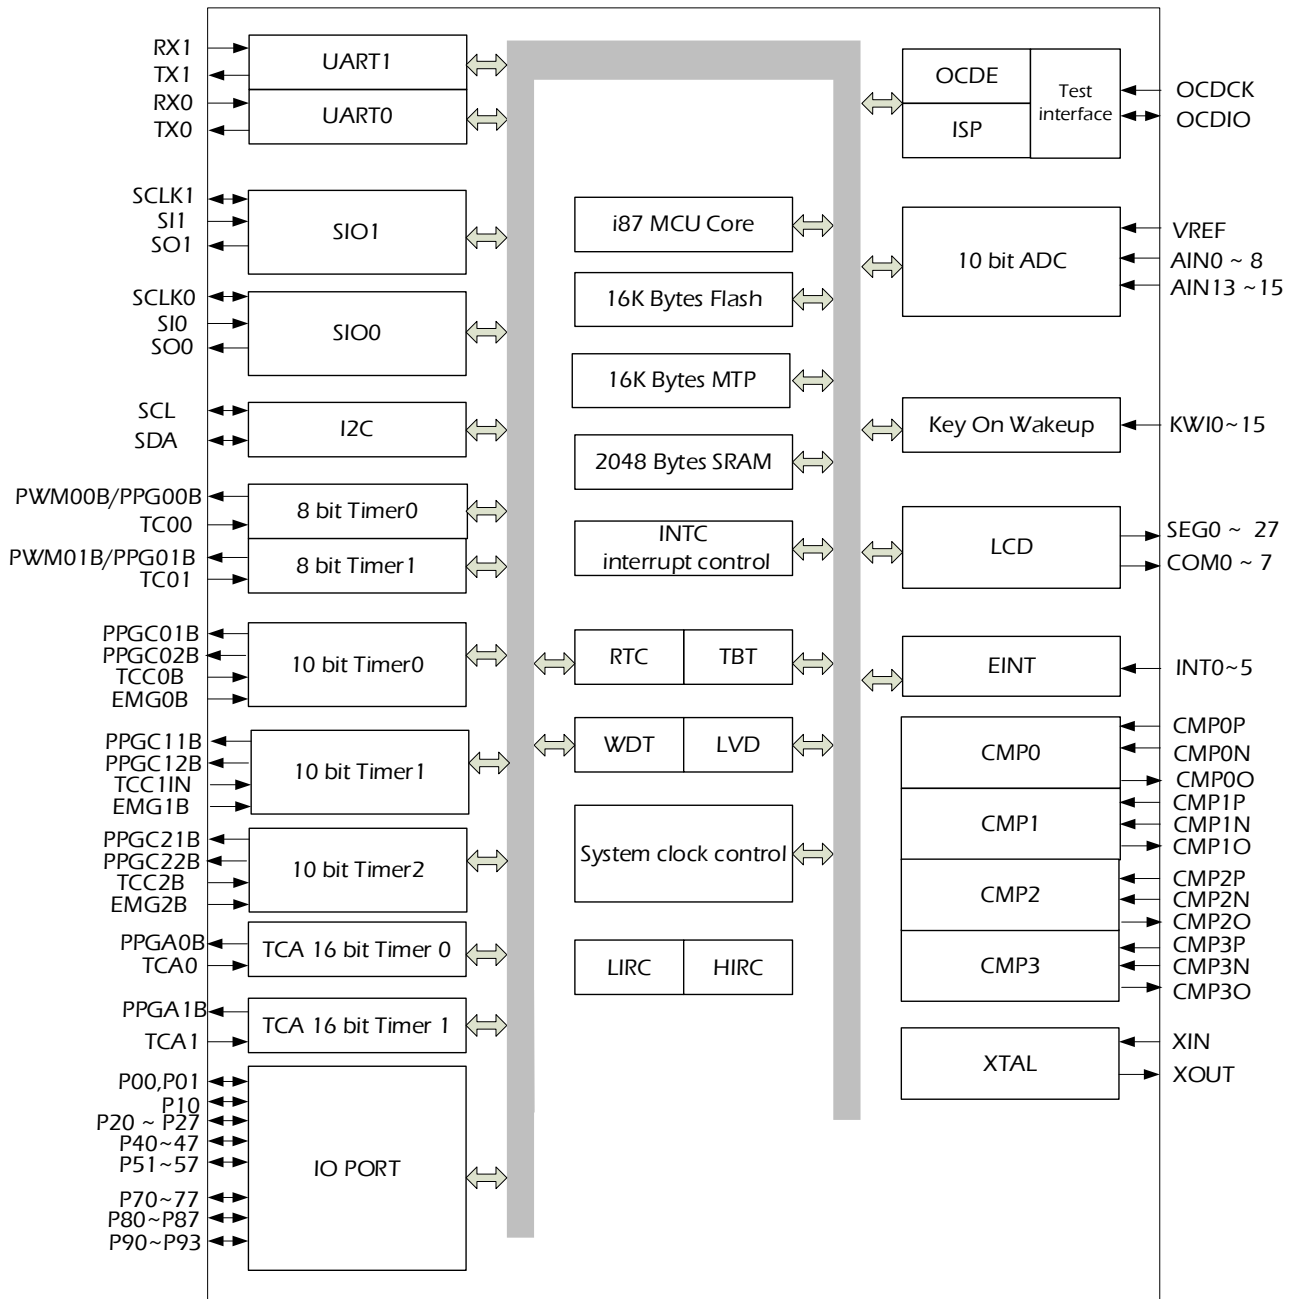 RX1
TX1
RX0
TX0
UART1
UART0
SCLK1
SI1
SO1
SIO1
SCLK0
SI0
SO0
SIO0
SCL
SDA
I2C
PWM00B/PPG00B
TC00
8 bit Timer0
PWM01B/PPG01B
TC01
8 bit Timer1
PPGC01B
PPGC02B
TCC0B
EMG0B
10 bit Timer0
PPGC11B
PPGC12B
TCC1IN
EMG1B
10 bit Timer1
PPGC21B
PPGC22B
TCC2B
EMG2B
10 bit Timer2
PPGA0B
TCA0
TCA 16 bit Timer 0
PPGA1B
TCA1
TCA 16 bit Timer 1
P00,P01
P10
P20 ~ P27
P40~47
P51~57
P70~77
P80~P87
P90~P93
IO PORT
i87 MCU Core
16K Bytes Flash
16K Bytes MTP
2048 Bytes SRAM
INTC
interrupt control
RTC
TBT
WDT
LVD
System clock control
LIRC
HIRC
OCDE
ISP
Test
interface
OCDCK
OCDIO
10 bit ADC
VREF
AIN0 ~ 8
AIN13 ~15
Key On Wakeup
KWI0~15
LCD
SEG0 ~ 27
COM0 ~ 7
EINT
INT0~5
CMP0
CMP0P
CMP0N
CMP0O
CMP1
CMP1P
CMP1N
CMP1O
CMP2
CMP2P
CMP2N
CMP2O
CMP3
CMP3P
CMP3N
CMP3O
XTAL
XIN
XOUT